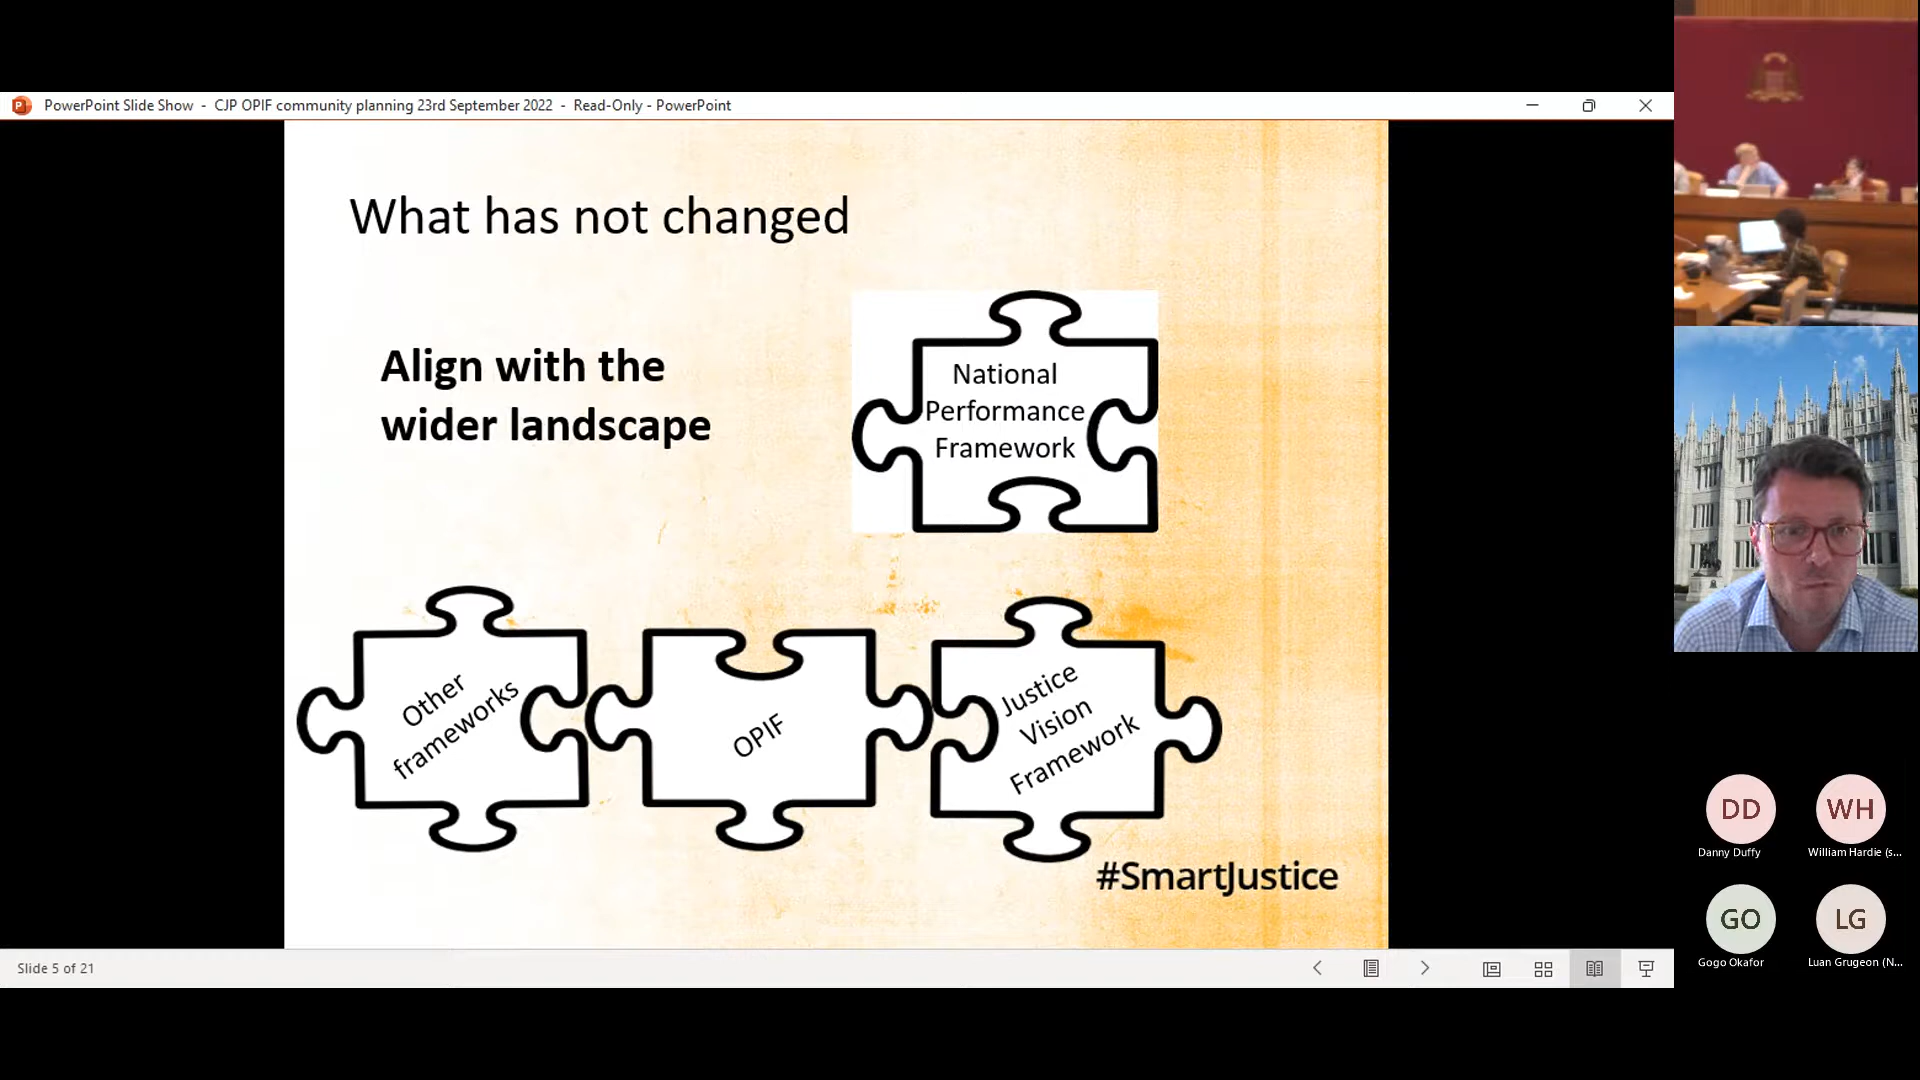 PowerPoint Slide Show - CJP OPIF community planning 23rd September 2022 - Read-Only - PowerPoint
What has not changed
Align with the
wider landscape
National
Performance
Framework
Other
frameworks
OPIF
Justice
Vision
Framework
#SmartJustice
Slide 5 of 21
DD
Danny Duffy
WH
William Hardie (s...
GO
Gogo Okafor
LG
Luan Grugeon (N...